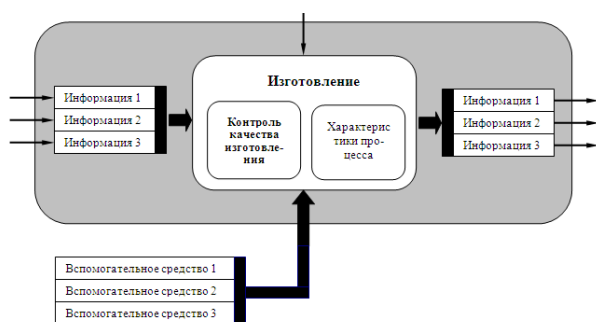 Изготовление
Информация 1
Информация 2
Информация 3
Контроль
качества
изготовле-
ния
Характерис
тики про-
цесса
Информация 1
Информация 2
Информация 3
Вспомогательное средство 1
Вспомогательное средство 2
Вспомогательное средство 3